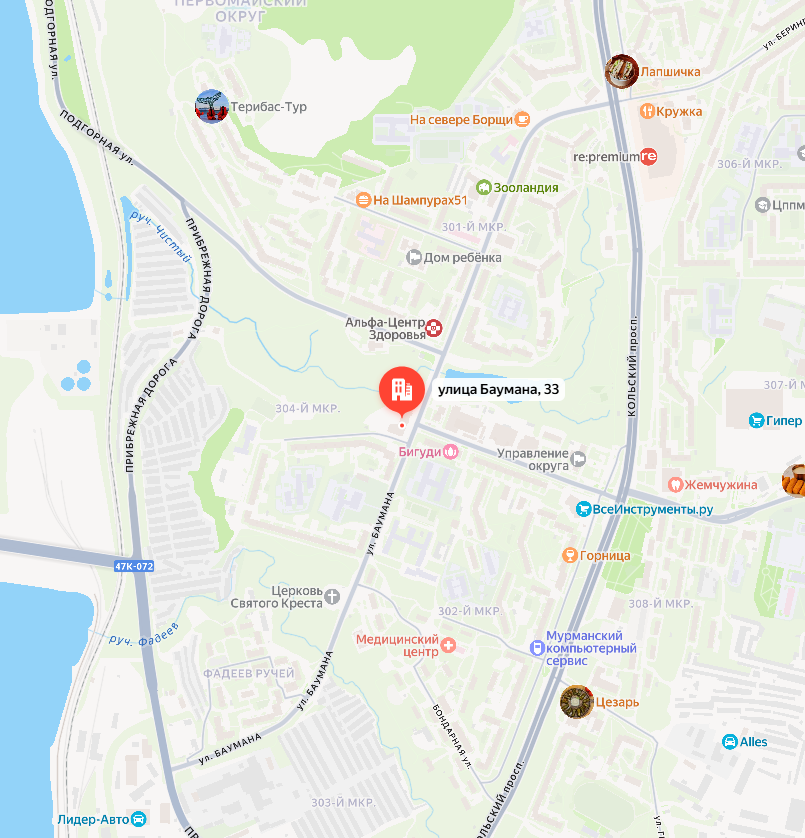 ПЕРВОМАЙСКИЙ
ОКРУГ
ПОДГОРНАЯ ул.
Лапшичка
Терибас-Тур
Кружка
На севере Борщи
ПОДГОРНАЯ ул.
re:premium
re
306-Й МКР.
Зооландия
На Шампурах51
Цппм
руч. Чистый
301-Й МКР.
ПРИБРЕЖНАЯ ДОРОГА
Дом ребёнка
Альфа-Центр
Здоровья
КОЛЬСКИЙ просп.
улица Баумана, 33
307-Й
304-Й МКР.
ПРИБРЕЖНАЯ ДОРОГА
Гипер
Бигуди
Управление
округа
Жемчужина
ВсеИнструменты.ру
ул. БАУМАНА
Горница
47К-072
Церковь
Святого Креста
302-Й МКР.
308-Й МКР.
руч. Фадеев
Медицинский
центр
Мурманский
компьютерный
сервис
ФАДЕЕВ РУЧЕЙ
ул. БАУМАНА
Цезарь
БОНДАРНАЯ ул.
ул. БАУМАНА
Alles
303-Й МКР.
КОЛЬСКИЙ просп.
Лидер-Авто